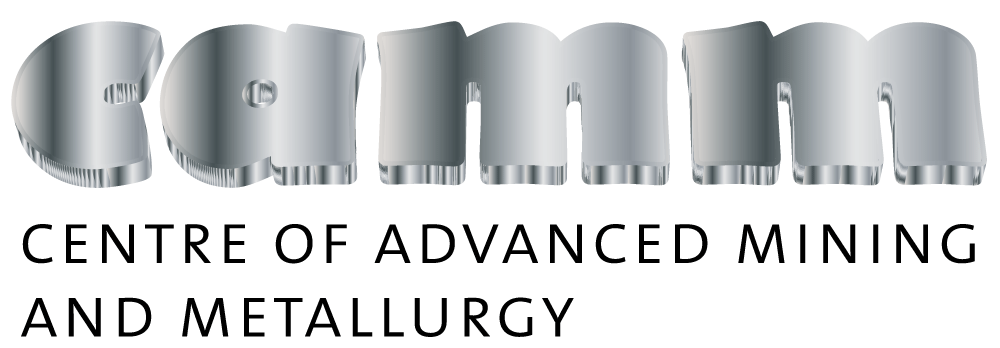 camm
CENTRE OF ADVANCED MINING
AND METALLURGY